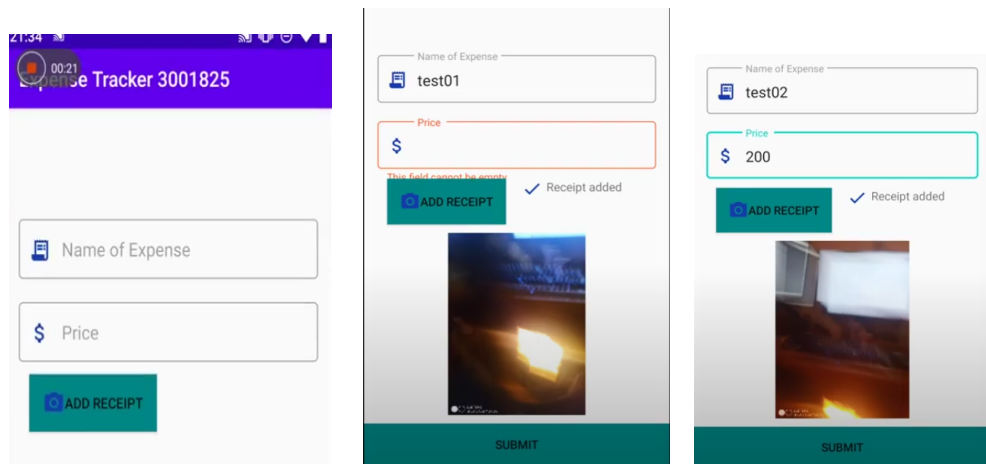 21:34
00:21
Expense Tracker 3001825
Name of Expense
$ Price
ADD RECEIPT
Name of Expense
test01
Price
$
This field cannot be empty
ADD RECEIPT
Receipt added
SUBMIT
Name of Expense
test02
Price
$ 200
ADD RECEIPT
Receipt added
SUBMIT